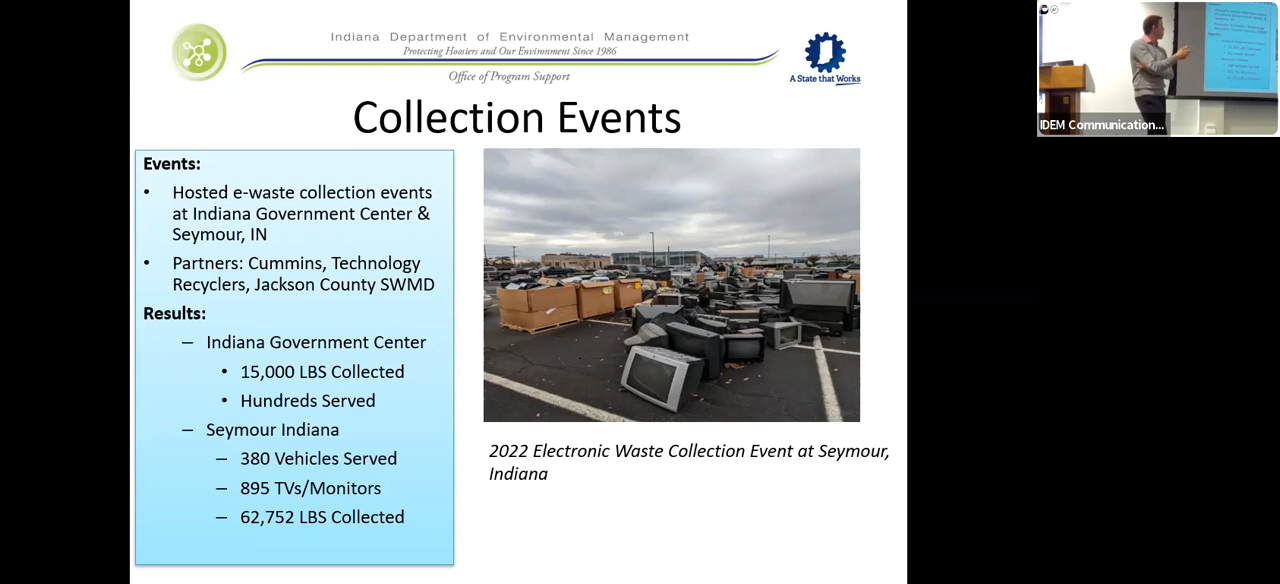 Indiana Department of Environmental Management
Protecting Hoosiers and Our Environment Since 1986
Office of Program Support
A State that Works
Collection Events
Events:
• Hosted e-waste collection events
at Indiana Government Center &
Seymour, IN
• Partners: Cummins, Technology
Recyclers, Jackson County SWMD
Results:
– Indiana Government Center
• 15,000 LBS Collected
• Hundreds Served
– Seymour Indiana
– 380 Vehicles Served
– 895 TVs/Monitors
– 62,752 LBS Collected
2022 Electronic Waste Collection Event at Seymour,
Indiana
IDEM Communication...